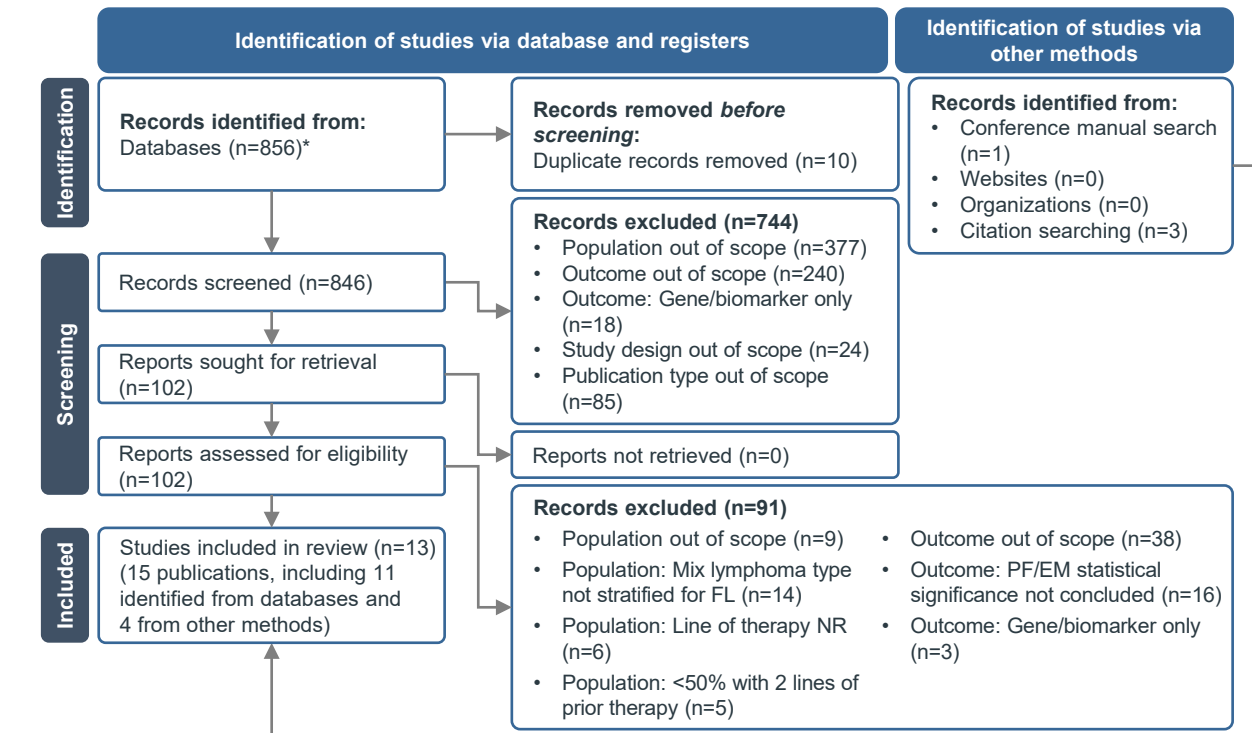 Identification of studies via database and registers
Identification of studies via
other methods
Identification
Records identified from:
Databases (n=856)*
Records removed before
screening:
Duplicate records removed (n=10)
Records identified from:
• Conference manual search
(n=1)
• Websites (n=0)
• Organizations (n=0)
• Citation searching (n=3)
Screening
Records screened (n=846)
Records excluded (n=744)
• Population out of scope (n=377)
• Outcome out of scope (n=240)
• Outcome: Gene/biomarker only
(n=18)
• Study design out of scope (n=24)
• Publication type out of scope
(n=85)
Reports sought for retrieval
(n=102)
Reports not retrieved (n=0)
Reports assessed for eligibility
(n=102)
Records excluded (n=91)
• Population out of scope (n=9)
• Population: Mix lymphoma type
not stratified for FL (n=14)
• Population: Line of therapy NR
(n=6)
• Population: <50% with 2 lines of
prior therapy (n=5)
• Outcome out of scope (n=38)
• Outcome: PF/EM statistical
significance not concluded (n=16)
• Outcome: Gene/biomarker only
(n=3)
Included
Studies included in review (n=13)
(15 publications, including 11
identified from databases and
4 from other methods)